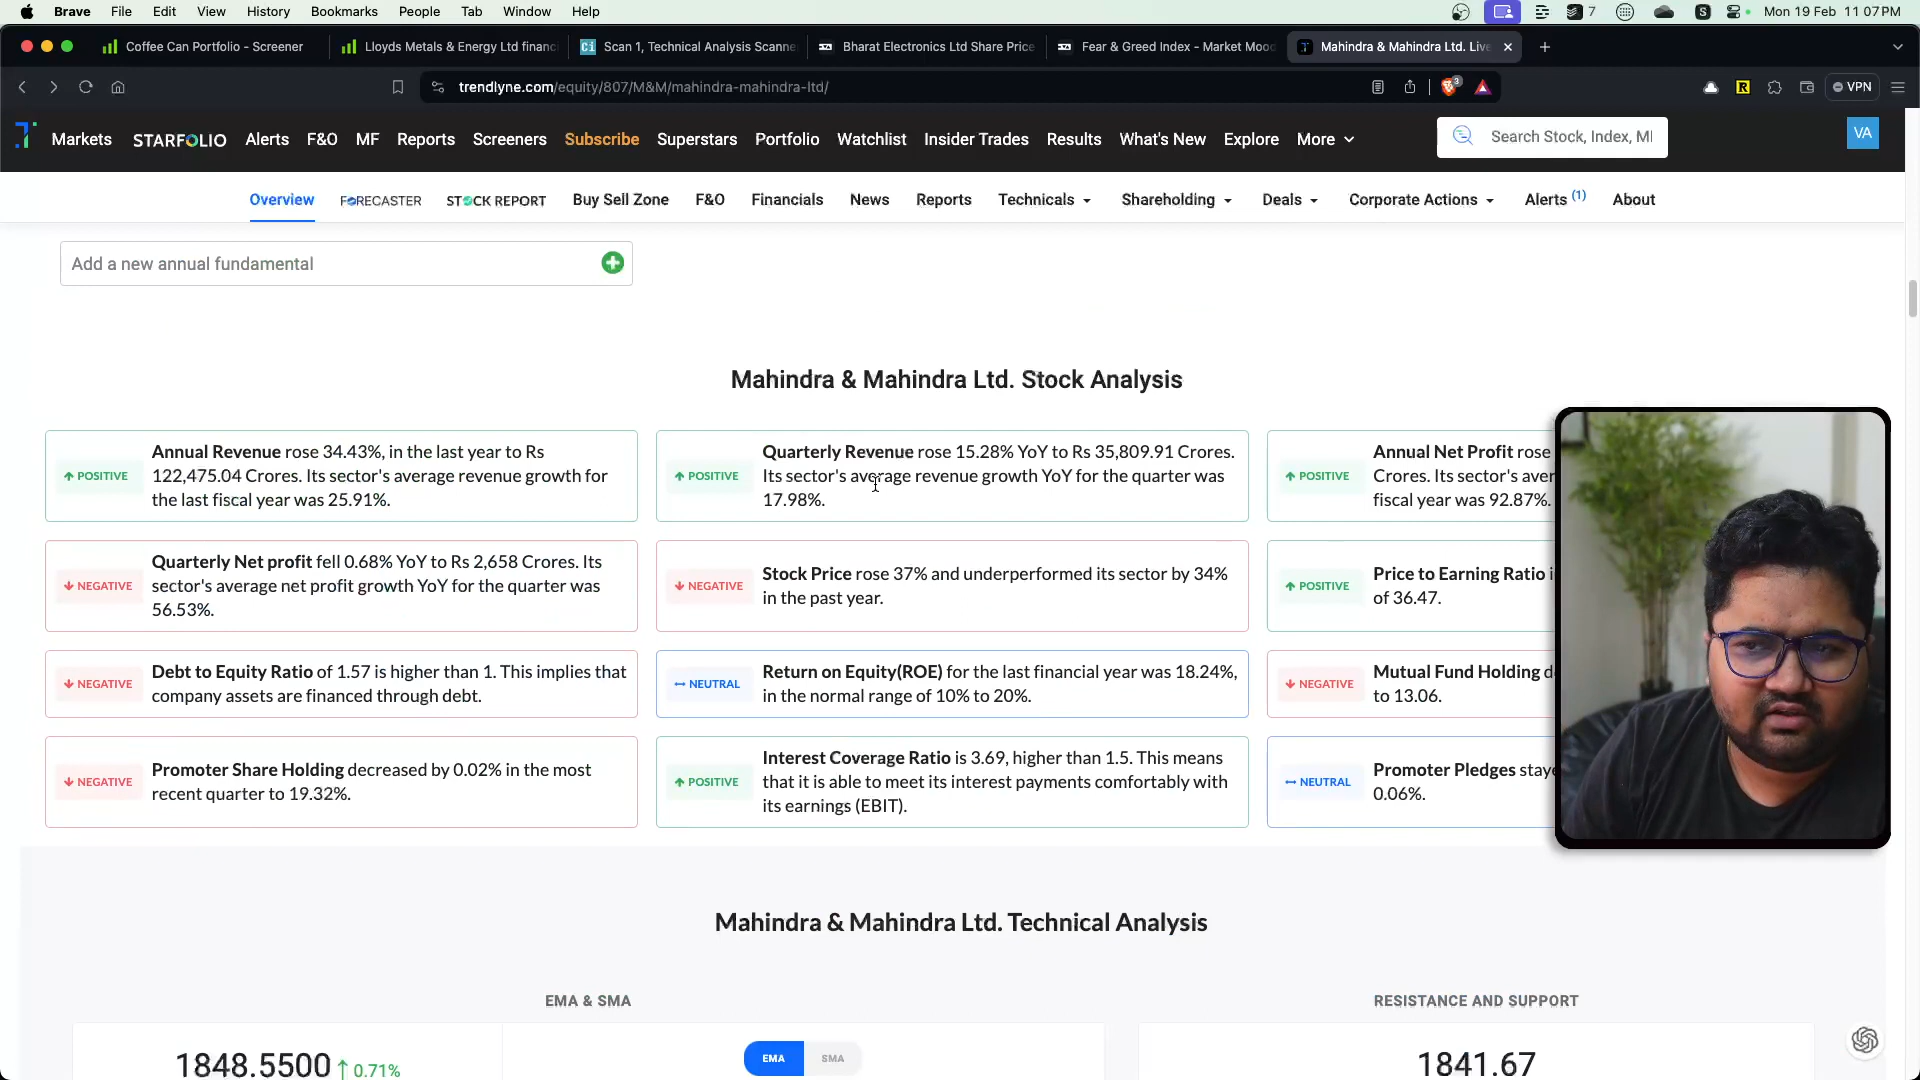 Brave File Edit View History Bookmarks People Tab Window Help
7 Mon 19 Feb 11:07 PM
Coffee Can Portfolio - Screener
Lloyds Metals & Energy Ltd financ
Scan 1, Technical Analysis Scanne
Bharat Electronics Ltd Share Price
Fear & Greed Index - Market Mood
Mahindra & Mahindra Ltd. Live
trendlyne.com/equity/807/M&M/mahindra-mahindra-ltd/
3
VPN
Markets STARFOLIO Alerts F&O MF Reports Screeners Subscribe Superstars Portfolio Watchlist Insider Trades Results What's New Explore More
Search Stock, Index, M
VA
Overview FORECASTER STOCK REPORT Buy Sell Zone F&O Financials News Reports Technicals Shareholding Deals Corporate Actions Alerts (1) About
Add a new annual fundamental
Mahindra & Mahindra Ltd. Stock Analysis
POSITIVE
Annual Revenue rose 34.43%, in the last year to Rs
122,475.04 Crores. Its sector's average revenue growth for
the last fiscal year was 25.91%.
POSITIVE
Quarterly Revenue rose 15.28% YoY to Rs 35,809.91 Crores.
Its sector's average revenue growth YoY for the quarter was
17.98%.
POSITIVE
Annual Net Profit rose
Crores. Its sector's aver
fiscal year was 92.87%.
NEGATIVE
Quarterly Net profit fell 0.68% YoY to Rs 2,658 Crores. Its
sector's average net profit growth YoY for the quarter was
56.53%.
NEGATIVE
Stock Price rose 37% and underperformed its sector by 34%
in the past year.
POSITIVE
Price to Earning Ratio i
of 36.47.
NEGATIVE
Debt to Equity Ratio of 1.57 is higher than 1. This implies that
company assets are financed through debt.
NEUTRAL
Return on Equity(ROE) for the last financial year was 18.24%,
in the normal range of 10% to 20%.
NEGATIVE
Mutual Fund Holding d
to 13.06.
NEGATIVE
Promoter Share Holding decreased by 0.02% in the most
recent quarter to 19.32%.
POSITIVE
Interest Coverage Ratio is 3.69, higher than 1.5. This means
that it is able to meet its interest payments comfortably with
its earnings (EBIT).
NEUTRAL
Promoter Pledges staye
0.06%.
Mahindra & Mahindra Ltd. Technical Analysis
EMA & SMA
RESISTANCE AND SUPPORT
1848.5500 0.71%
EMA SMA
1841.67